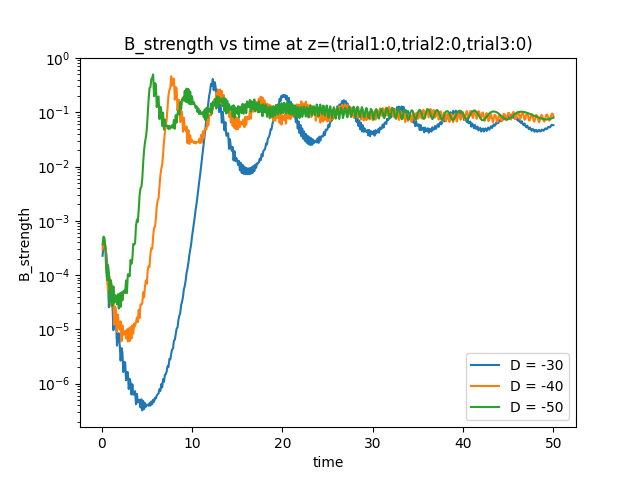 B_strength vs time at z=(trial1:0,trial2:0,trial3:0)
B_strength
10⁰
10⁻¹
10⁻²
10⁻³
10⁻⁴
10⁻⁵
10⁻⁶
D = -30
D = -40
D = -50
0 10 20 30 40 50
time